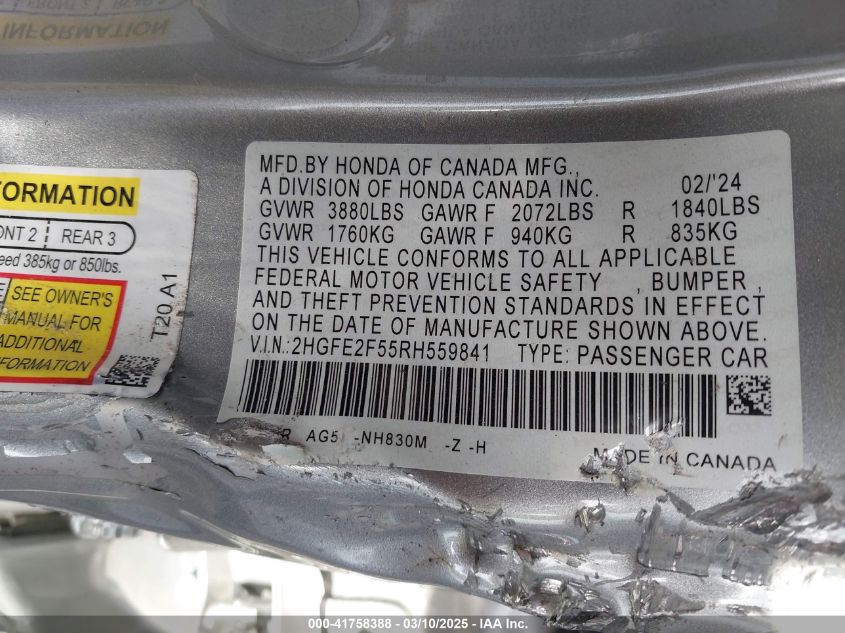 INFORMATION
MFD.BY HONDA OF CANADA MFG.,
A DIVISION OF HONDA CANADA INC. 02/'24
GVWR 3880LBS GAWR F 2072LBS R 1840LBS
GVWR 1760KG GAWR F 940KG R 835KG
THIS VEHICLE CONFORMS TO ALL APPLICABLE
FEDERAL MOTOR VEHICLE SAFETY , BUMPER ,
AND THEFT PREVENTION STANDARDS IN EFFECT
ON THE DATE OF MANUFACTURE SHOWN ABOVE.
V.I.N.:2HGFE2F55RH559841 TYPE: PASSENGER CAR
R AG5 -NH830M -Z -H
MADE IN CANADA
ORMATION
ONT 2 REAR 3
eed 385kg or 850lbs.
SEE OWNER'S
MANUAL FOR
ADDITIONAL
INFORMATION
T20 A1
000-41758388 - 03/10/2025 - IAA Inc.